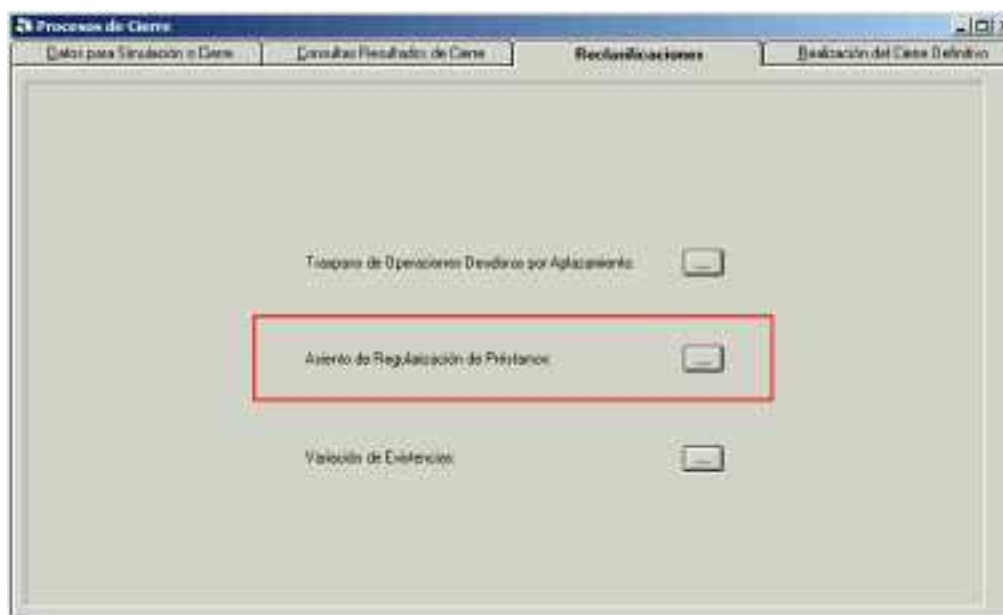 Procesos de Cierre
Datos para Simulación o Cierre
Consultas Resultados de Cierre
Reclasificaciones
Realización del Cierre Definitivo
Traspaso de Operaciones Deudoras por Aplazamiento
...
Asiento de Regularización de Préstamos
...
Variación de Existencias
...